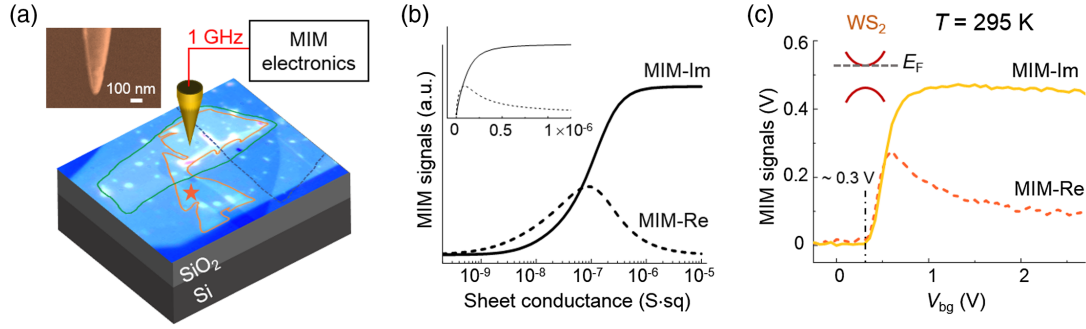 (a)
1 GHz
MIM
electronics
100 nm
SiO₂
Si
(b)
MIM signals (a.u.)
MIM-Im
MIM-Re
0
0.5
1×10⁻⁶
10⁻⁹
10⁻⁸
10⁻⁷
10⁻⁶
10⁻⁵
Sheet conductance (S·sq)
(c)
WS₂
T = 295 K
E_F
MIM signals (V)
0.6
0.4
0.2
0
MIM-Im
MIM-Re
~ 0.3 V
0
1
2
V_bg (V)